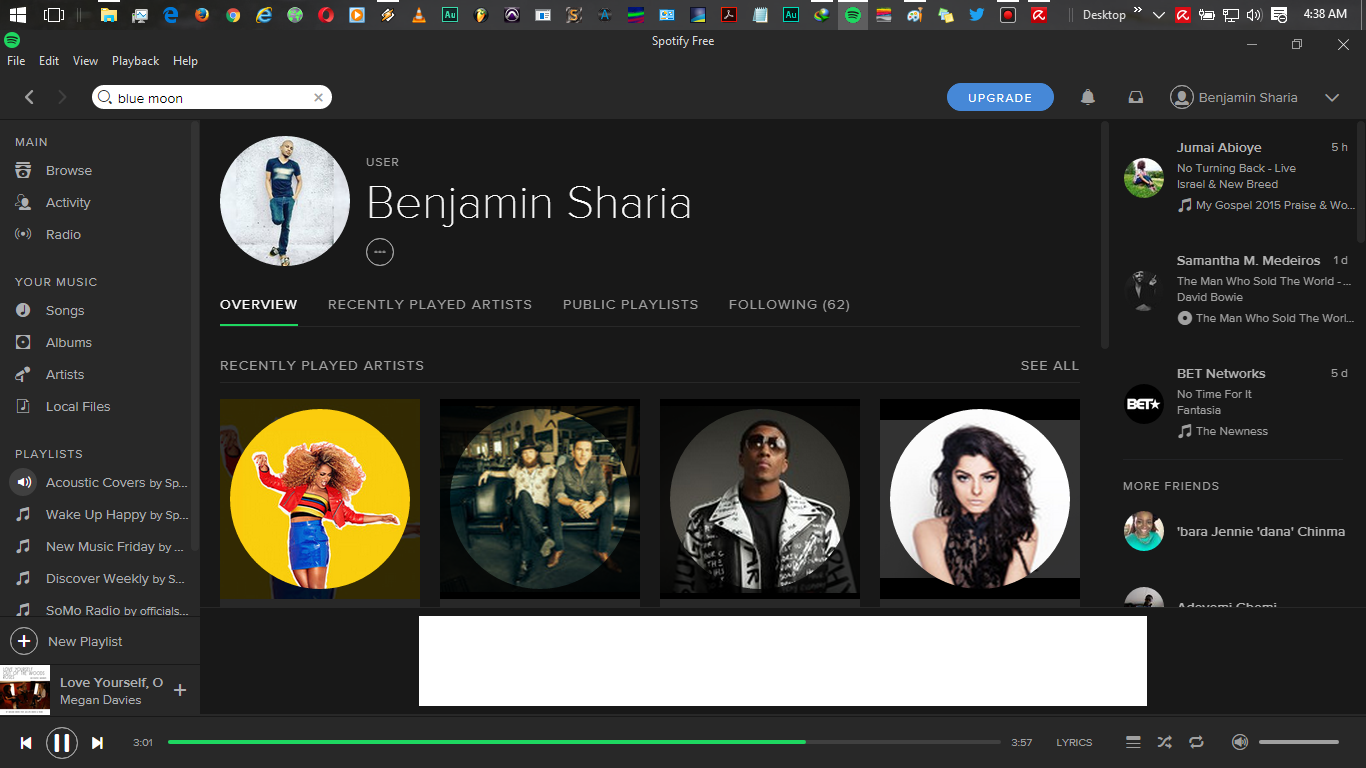 Desktop
4:38 AM
Spotify Free
File Edit View Playback Help
blue moon
UPGRADE
Benjamin Sharia
MAIN
Browse
Activity
Radio
YOUR MUSIC
Songs
Albums
Artists
Local Files
PLAYLISTS
Acoustic Covers by Sp...
Wake Up Happy by Sp...
New Music Friday by ...
Discover Weekly by S...
SoMo Radio by officials...
New Playlist
Love Yourself, O
Megan Davies
USER
Benjamin Sharia
OVERVIEW RECENTLY PLAYED ARTISTS PUBLIC PLAYLISTS FOLLOWING (62)
RECENTLY PLAYED ARTISTS SEE ALL
Jumai Abioye 5 h
No Turning Back - Live
Israel & New Breed
My Gospel 2015 Praise & Wo...
Samantha M. Medeiros 1 d
The Man Who Sold The World - ...
David Bowie
The Man Who Sold The Worl...
BET Networks 5 d
BET
No Time For It
Fantasia
The Newness
MORE FRIENDS
'bara Jennie 'dana' Chinma
3:01
3:57
LYRICS